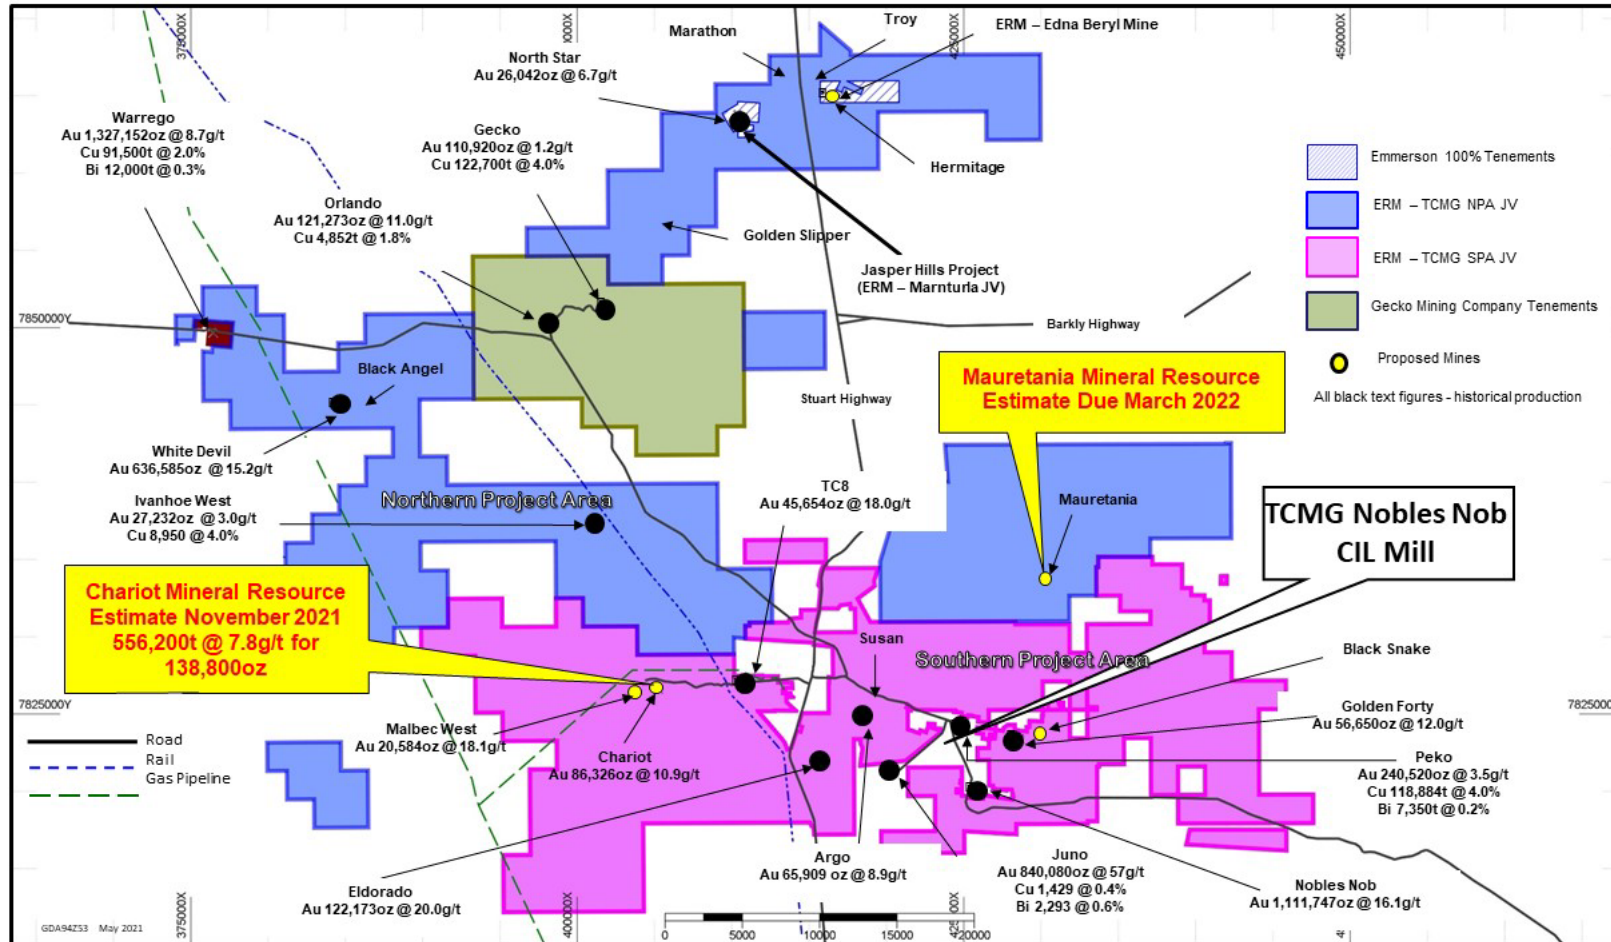 375000X
00000X
425000X
450000X
Marathon
Troy
ERM – Edna Beryl Mine
North Star
Au 26,042oz @ 6.7g/t
Warrego
Au 1,327,152oz @ 8.7g/t
Cu 91,500t @ 2.0%
Bi 12,000t @ 0.3%
Gecko
Au 110,920oz @ 1.2g/t
Cu 122,700t @ 4.0%
Hermitage
Emmerson 100% Tenements
ERM – TCMG NPA JV
ERM – TCMG SPA JV
Gecko Mining Company Tenements
Proposed Mines
All black text figures - historical production
Orlando
Au 121,273oz @ 11.0g/t
Cu 4,852t @ 1.8%
Golden Slipper
Jasper Hills Project
(ERM – Marnturla JV)
7850000Y
Barkly Highway
Black Angel
Stuart Highway
Mauretania Mineral Resource
Estimate Due March 2022
White Devil
Au 636,585oz @ 15.2g/t
Ivanhoe West
Au 27,232oz @ 3.0g/t
Cu 8,950 @ 4.0%
Northern Project Area
TC8
Au 45,654oz @ 18.0g/t
Mauretania
TCMG Nobles Nob
CIL Mill
Chariot Mineral Resource
Estimate November 2021
556,200t @ 7.8g/t for
138,800oz
Susan
Southern Project Area
Black Snake
7825000Y
7825000
Golden Forty
Au 56,650oz @ 12.0g/t
Malbec West
Au 20,584oz @ 18.1g/t
Chariot
Au 86,326oz @ 10.9g/t
Road
Rail
Gas Pipeline
Peko
Au 240,520oz @ 3.5g/t
Cu 118,884t @ 4.0%
Bi 7,350t @ 0.2%
Argo
Au 65,909 oz @ 8.9g/t
Juno
Au 840,080oz @ 57g/t
Cu 1,429 @ 0.4%
Bi 2,293 @ 0.6%
Nobles Nob
Au 1,111,747oz @ 16.1g/t
Eldorado
Au 122,173oz @ 20.0g/t
GDA94Z53 May 2021
375000X
400000X
42500X
0 5000 10000 15000 20000